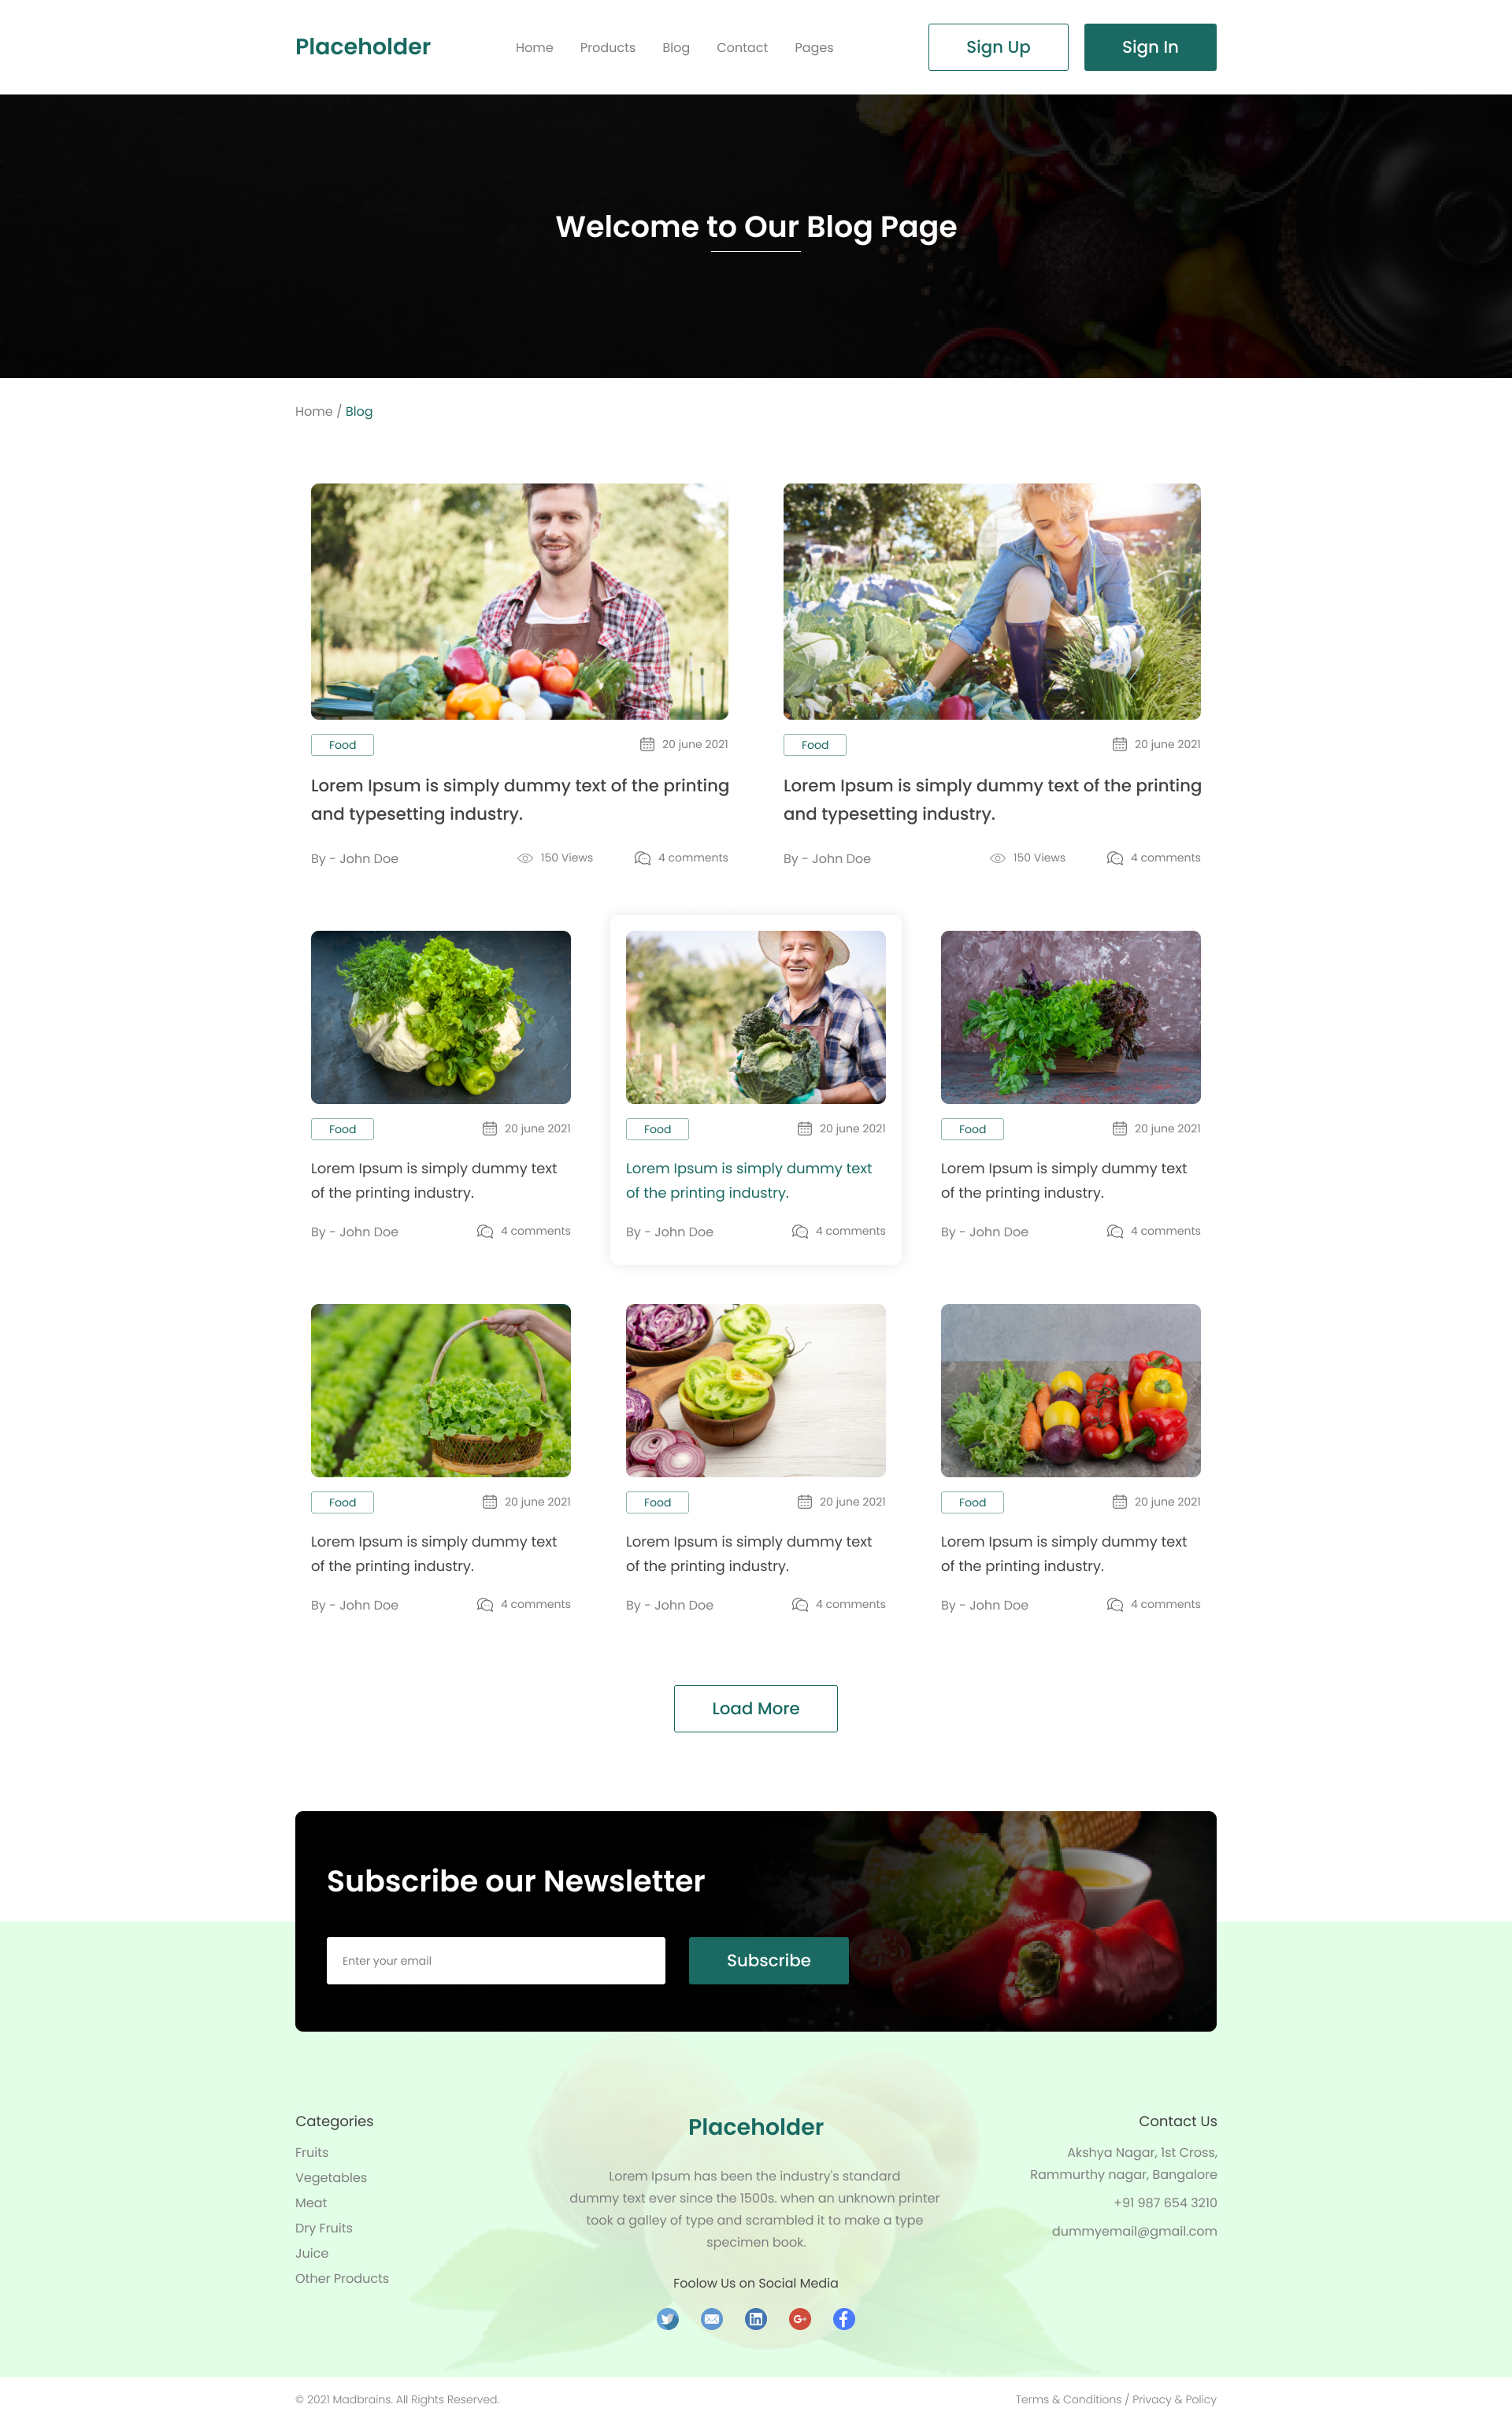 Placeholder
Home
Products
Blog
Contact
Pages
Sign Up
Sign In
Welcome to Our Blog Page
Home / Blog
Food
20 june 2021
Lorem Ipsum is simply dummy text of the printing
and typesetting industry.
By - John Doe
150 Views
4 comments
Food
20 june 2021
Lorem Ipsum is simply dummy text of the printing
and typesetting industry.
By - John Doe
150 Views
4 comments
Food
20 june 2021
Lorem Ipsum is simply dummy text
of the printing industry.
By - John Doe
4 comments
Food
20 june 2021
Lorem Ipsum is simply dummy text
of the printing industry.
By - John Doe
4 comments
Food
20 june 2021
Lorem Ipsum is simply dummy text
of the printing industry.
By - John Doe
4 comments
Food
20 june 2021
Lorem Ipsum is simply dummy text
of the printing industry.
By - John Doe
4 comments
Food
20 june 2021
Lorem Ipsum is simply dummy text
of the printing industry.
By - John Doe
4 comments
Food
20 june 2021
Lorem Ipsum is simply dummy text
of the printing industry.
By - John Doe
4 comments
Load More
Subscribe our Newsletter
Enter your email
Subscribe
Categories
Fruits
Vegetables
Meat
Dry Fruits
Juice
Other Products
Placeholder
Lorem Ipsum has been the industry's standard
dummy text ever since the 1500s. when an unknown printer
took a galley of type and scrambled it to make a type
specimen book.
Foolow Us on Social Media
Contact Us
Akshya Nagar, 1st Cross,
Rammurthy nagar, Bangalore
+91 987 654 3210
dummyemail@gmail.com
© 2021 Madbrains. All Rights Reserved.
Terms & Conditions / Privacy & Policy